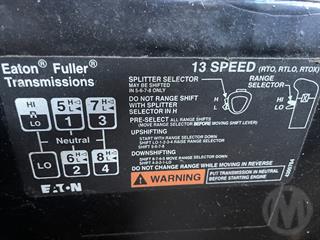 Eaton® Fuller®
Transmissions
13 SPEED (RTO, RTLO, RTOX)
SPLITTER SELECTOR
MAY BE SHIFTED
IN 5-6-7-8 ONLY
RANGE
SELECTOR
H
L
HI
LO
DO NOT RANGE SHIFT
WITH SPLITTER
SELECTOR IN H
PRE-SELECT ALL RANGE SHIFTS
(MOVE RANGE SELECTOR BEFORE MOVING SHIFT LEVER)
UPSHIFTING
START WITH RANGE SELECTOR DOWN
SHIFT LO-1-2-3-4 RAISE RANGE SELECTOR
SHIFT 5-6-7-8
DOWNSHIFTING
SHIFT 8-7-6-5 MOVE RANGE SELECTOR DOWN
SHIFT 4-3-2-1-LO
DO NOT CHANGE RANGE WHILE MOVING IN REVERSE
WARNING
PUT TRANSMISSION IN NEUTRAL
BEFORE STARTING ENGINE
HI R LO
5 H L 1
7 H L 3
Neutral
LO
6 H L 2
8 H L 4
EATON
M